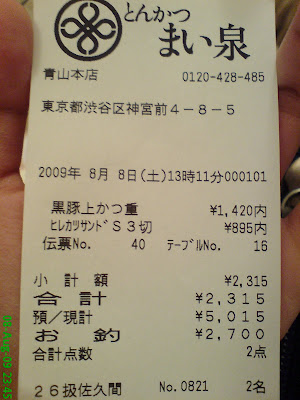 とんかつ
まい泉
青山本店 0120-428-485
東京都渋谷区神宮前4-8-5
2009年 8月 8日(土)13時11分000101
黒豚上かつ重 ¥1,420内
ﾋﾚｶﾂｻﾝﾄﾞS3切 ¥895内
伝票No. 40 ﾃｰﾌﾞﾙNo. 16
小計額 ¥2,315
合計 ¥2,315
預/現計 ¥5,015
お釣 ¥2,700
合計点数 2点
26扱佐久間 No.0821 2名
08-Aug-09 23:45